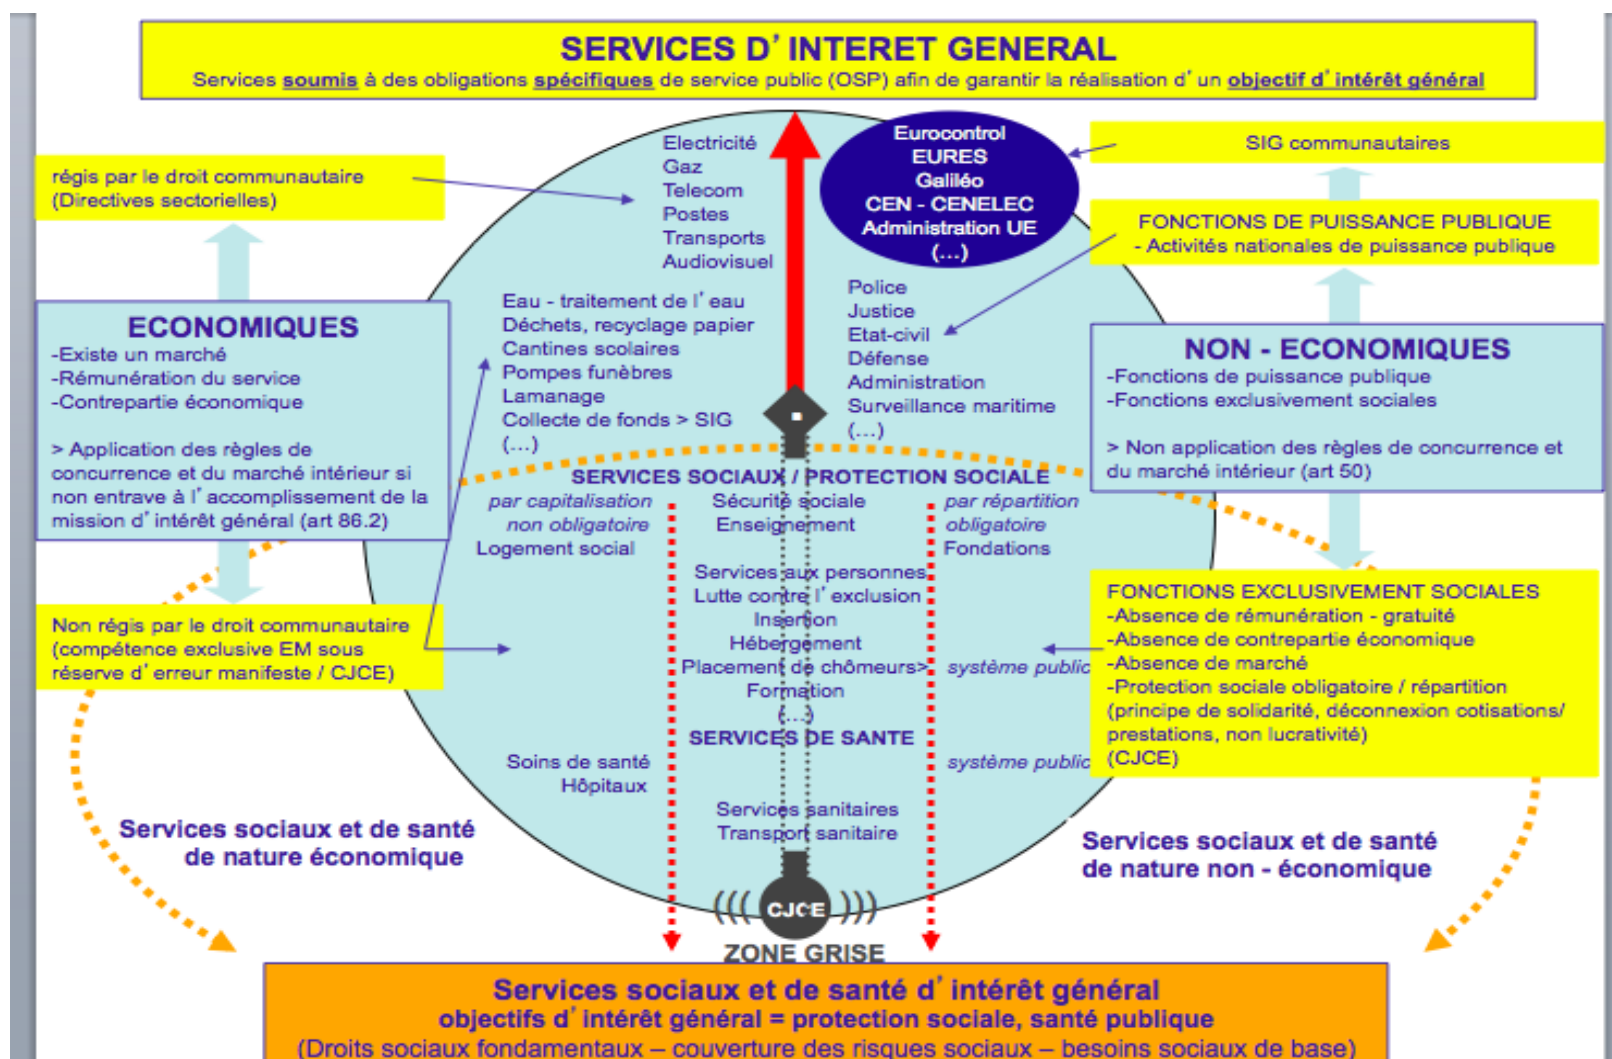 SERVICES D' INTERET GENERAL
Services soumis à des obligations spécifiques de service public (OSP) afin de garantir la réalisation d' un objectif d' intérêt général
régis par le droit communautaire
(Directives sectorielles)
Electricité
Gaz
Telecom
Postes
Transports
Audiovisuel
Eurocontrol
EURES
Galiléo
CEN - CENELEC
Administration UE
(…)
SIG communautaires
FONCTIONS DE PUISSANCE PUBLIQUE
- Activités nationales de puissance publique
ECONOMIQUES
-Existe un marché
-Rémunération du service
-Contrepartie économique
> Application des règles de
concurrence et du marché intérieur si
non entrave à l' accomplissement de la
mission d' intérêt général (art 86.2)
Eau - traitement de l' eau
Déchets, recyclage papier
Cantines scolaires
Pompes funèbres
Lamanage
Collecte de fonds > SIG
(…)
Police
Justice
Etat-civil
Défense
Administration
Surveillance maritime
(…)
NON - ECONOMIQUES
-Fonctions de puissance publique
-Fonctions exclusivement sociales
> Non application des règles de concurrence et
du marché intérieur (art 50)
SERVICES SOCIAUX / PROTECTION SOCIALE
par capitalisation
non obligatoire
Logement social
Sécurité sociale
Enseignement
par répartition
obligatoire
Fondations
Services aux personnes
Lutte contre l' exclusion
Insertion
Hébergement
Placement de chômeurs>
Formation
(…)
système public
Non régis par le droit communautaire
(compétence exclusive EM sous
réserve d' erreur manifeste / CJCE)
FONCTIONS EXCLUSIVEMENT SOCIALES
-Absence de rémunération - gratuité
-Absence de contrepartie économique
-Absence de marché
-Protection sociale obligatoire / répartition
(principe de solidarité, déconnexion cotisations/
prestations, non lucrativité)
(CJCE)
SERVICES DE SANTE
Soins de santé
Hôpitaux
système public
Services sanitaires
Transport sanitaire
Services sociaux et de santé
de nature économique
Services sociaux et de santé
de nature non - économique
((( CJCE )))
ZONE GRISE
Services sociaux et de santé d' intérêt général
objectifs d' intérêt général = protection sociale, santé publique
(Droits sociaux fondamentaux – couverture des risques sociaux – besoins sociaux de base)